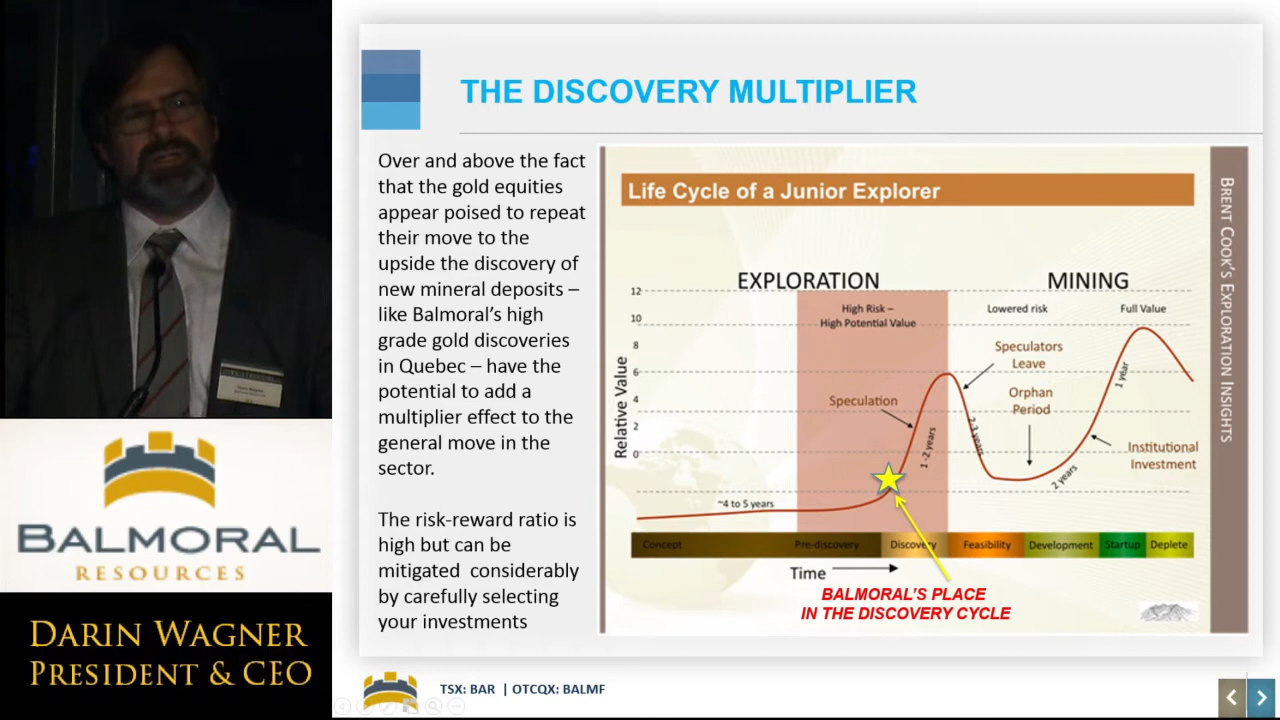 THE DISCOVERY MULTIPLIER
Over and above the fact
that the gold equities
appear poised to repeat
their move to the
upside the discovery of
new mineral deposits –
like Balmoral's high
grade gold discoveries
in Quebec – have the
potential to add a
multiplier effect to the
general move in the
sector.
The risk-reward ratio is
high but can be
mitigated considerably
by carefully selecting
your investments
Life Cycle of a Junior Explorer
BRENT COOK'S EXPLORATION INSIGHTS
EXPLORATION
MINING
12
10
8
6
4
2
0
Relative Value
High Risk –
High Potential Value
Lowered risk
Full Value
Speculators
Leave
Speculation
Orphan
Period
Institutional
Investment
~4 to 5 years
1 -2 years
2-3 years
2 years
1 year
Concept
Pre-discovery
Discovery
Feasibility
Development
Startup
Deplete
Time
BALMORAL'S PLACE
IN THE DISCOVERY CYCLE
TSX: BAR | OTCQX: BALMF
BALMORAL
RESOURCES
DARIN WAGNER
PRESIDENT & CEO